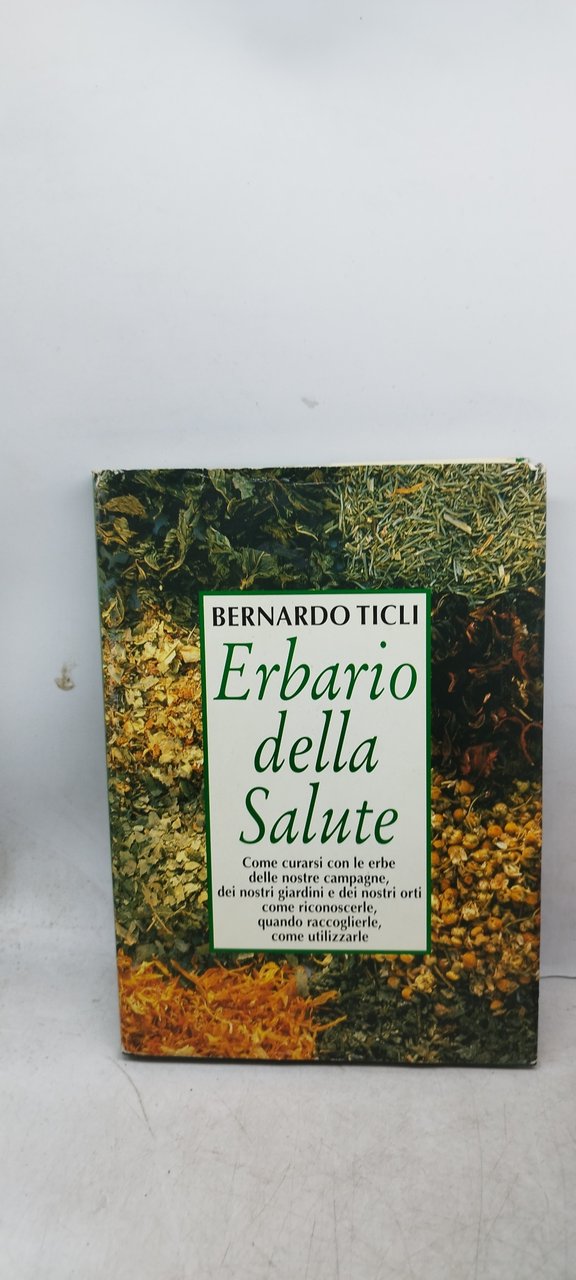 BERNARDO TICLI
Erbario
della
Salute
Come curarsi con le erbe
delle nostre campagne,
dei nostri giardini e dei nostri orti
come riconoscerle,
quando raccoglierle,
come utilizzarle